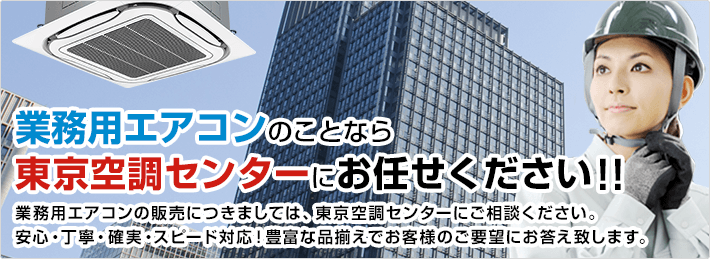 業務用エアコンのことなら
東京空調センターにお任せください!!
業務用エアコンの販売につきましては、東京空調センターにご相談ください。
安心・丁寧・確実・スピード対応！豊富な品揃えでお客様のご要望にお答え致します。